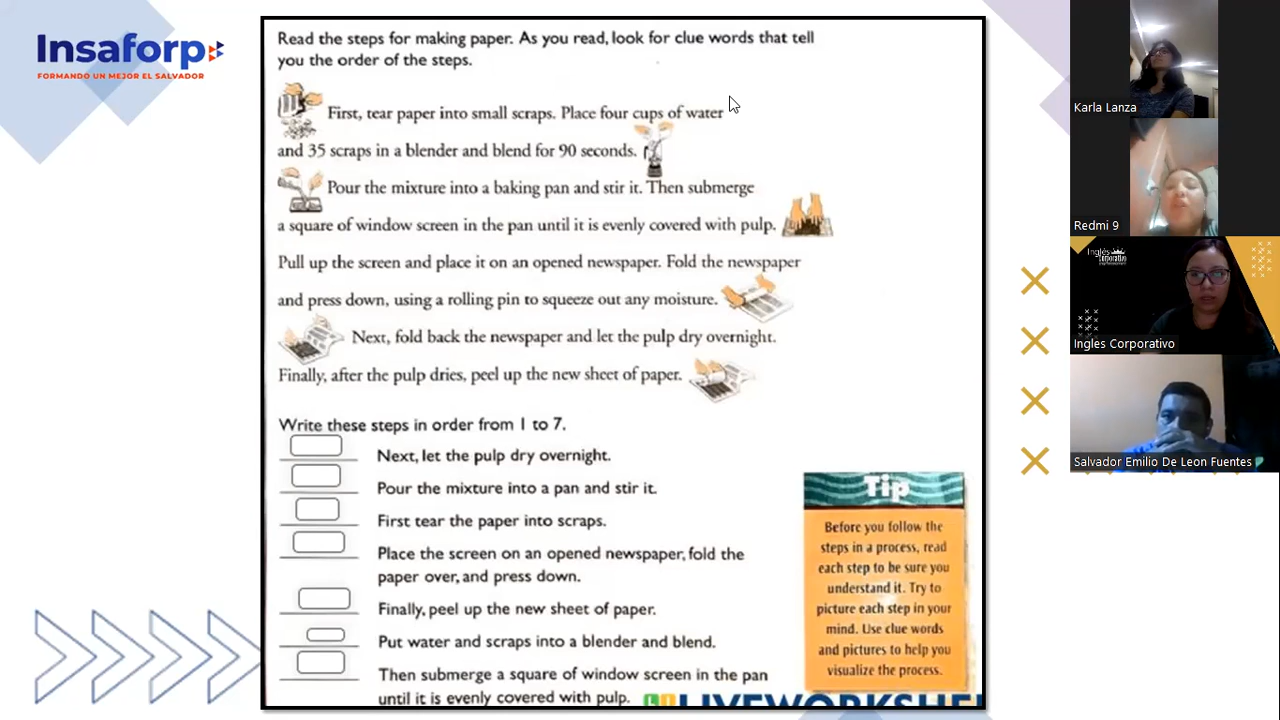 Insaforp
FORMANDO UN MEJOR EL SALVADOR
Read the steps for making paper. As you read, look for clue words that tell
you the order of the steps.
First, tear paper into small scraps. Place four cups of water
and 35 scraps in a blender and blend for 90 seconds.
Pour the mixture into a baking pan and stir it. Then submerge
a square of window screen in the pan until it is evenly covered with pulp.
Pull up the screen and place it on an opened newspaper. Fold the newspaper
and press down, using a rolling pin to squeeze out any moisture.
Next, fold back the newspaper and let the pulp dry overnight.
Finally, after the pulp dries, peel up the new sheet of paper.
Write these steps in order from 1 to 7.
Next, let the pulp dry overnight.
Pour the mixture into a pan and stir it.
First tear the paper into scraps.
Place the screen on an opened newspaper, fold the
paper over, and press down.
Finally, peel up the new sheet of paper.
Put water and scraps into a blender and blend.
Then submerge a square of window screen in the pan
until it is evenly covered with pulp.
Tip
Before you follow the
steps in a process, read
each step to be sure you
understand it. Try to
picture each step in your
mind. Use clue words
and pictures to help you
visualize the process.
LIVEWORKSHE
Karla Lanza
Redmi 9
Inglés
Corporativo
Ingles Corporativo
Salvador Emilio De Leon Fuentes